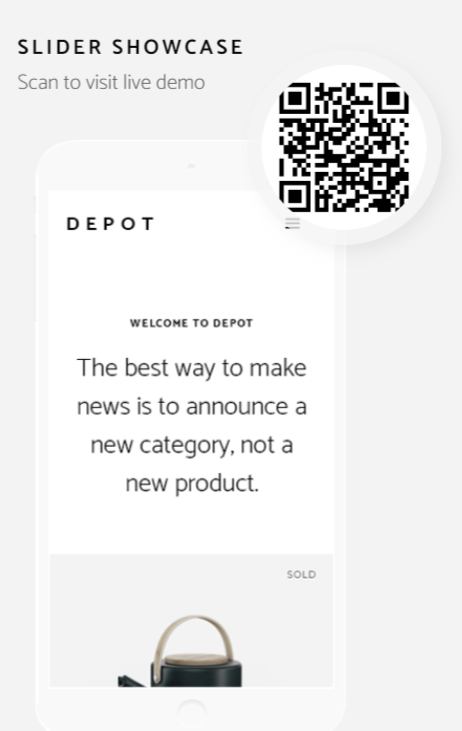 SLIDER SHOWCASE
Scan to visit live demo
DEPOT
WELCOME TO DEPOT
The best way to make
news is to announce a
new category, not a
new product.
SOLD